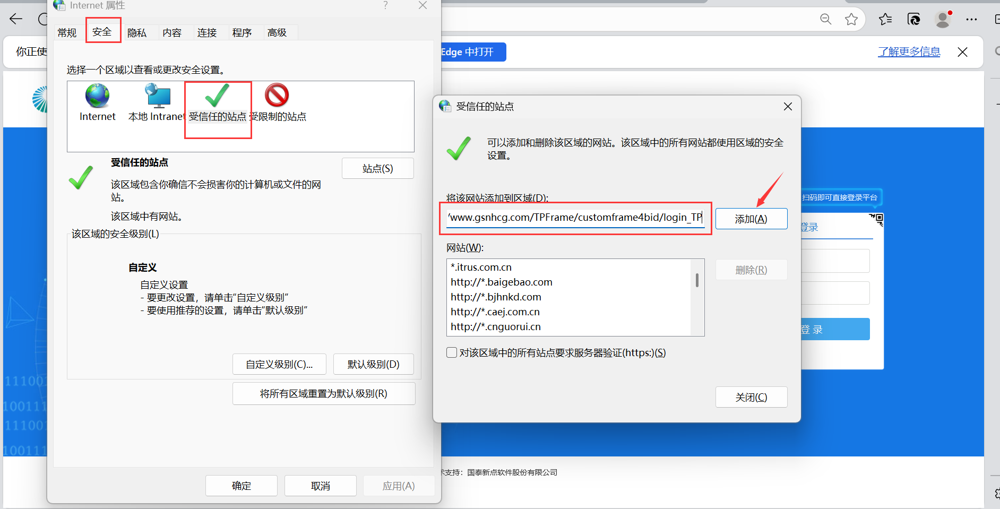 Internet 属性
常规
安全
隐私
内容
连接
程序
高级
你正使
Edge 中打开
了解更多信息
选择一个区域以查看或更改安全设置。
Internet
本地 Intranet
受信任的站点
受限制的站点
受信任的站点
站点(S)
该区域包含你确信不会损害你的计算机或文件的网
站。
该区域中有网站。
该区域的安全级别(L)
自定义
自定义设置
- 要更改设置，请单击“自定义级别”
- 要使用推荐的设置，请单击“默认级别”
自定义级别(C)...
默认级别(D)
将所有区域重置为默认级别(R)
确定
取消
应用(A)
受信任的站点
可以添加和删除该区域的网站。该区域中的所有网站都使用区域的安全
设置。
将该网站添加到区域(D):
/www.gsnhcg.com/TPFrame/customframe4bid/login_TP
添加(A)
网站(W):
*.itrus.com.cn
http://*.baigebao.com
http://*.bjhnkd.com
http://*.caej.com.cn
http://*.cnguorui.cn
删除(R)
对该区域中的所有站点要求服务器验证(https:)(S)
关闭(C)
扫码即可直接登录平台
登录
登 录
11100
100111
11100
100111
术支持：国泰新点软件股份有限公司